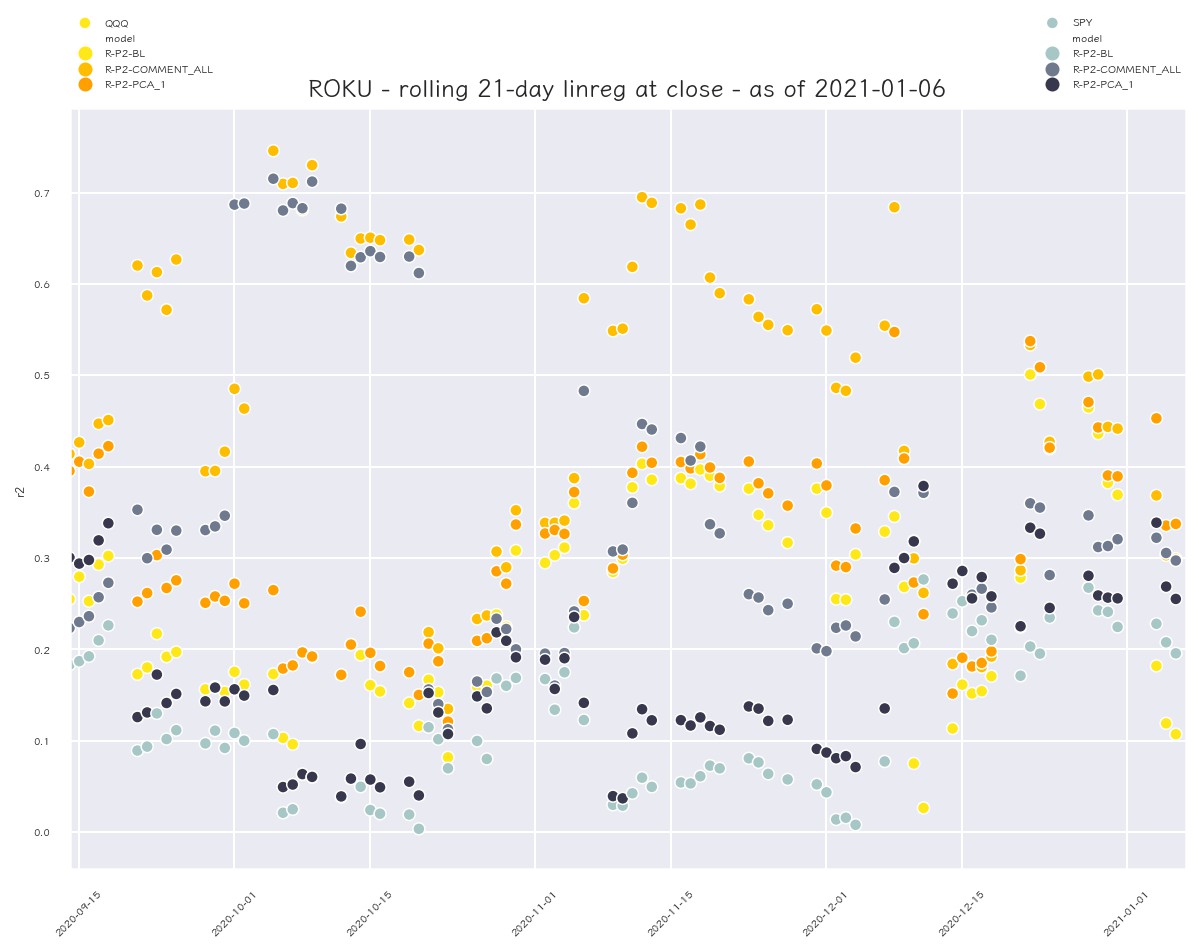 QQQ
model
R-P2-BL
R-P2-COMMENT_ALL
R-P2-PCA_1
SPY
model
R-P2-BL
R-P2-COMMENT_ALL
R-P2-PCA_1
ROKU - rolling 21-day linreg at close - as of 2021-01-06
r2
0.7
0.6
0.5
0.4
0.3
0.2
0.1
0.0
2020-09-15
2020-10-01
2020-10-15
2020-11-01
2020-11-15
2020-12-01
2020-12-15
2021-01-01